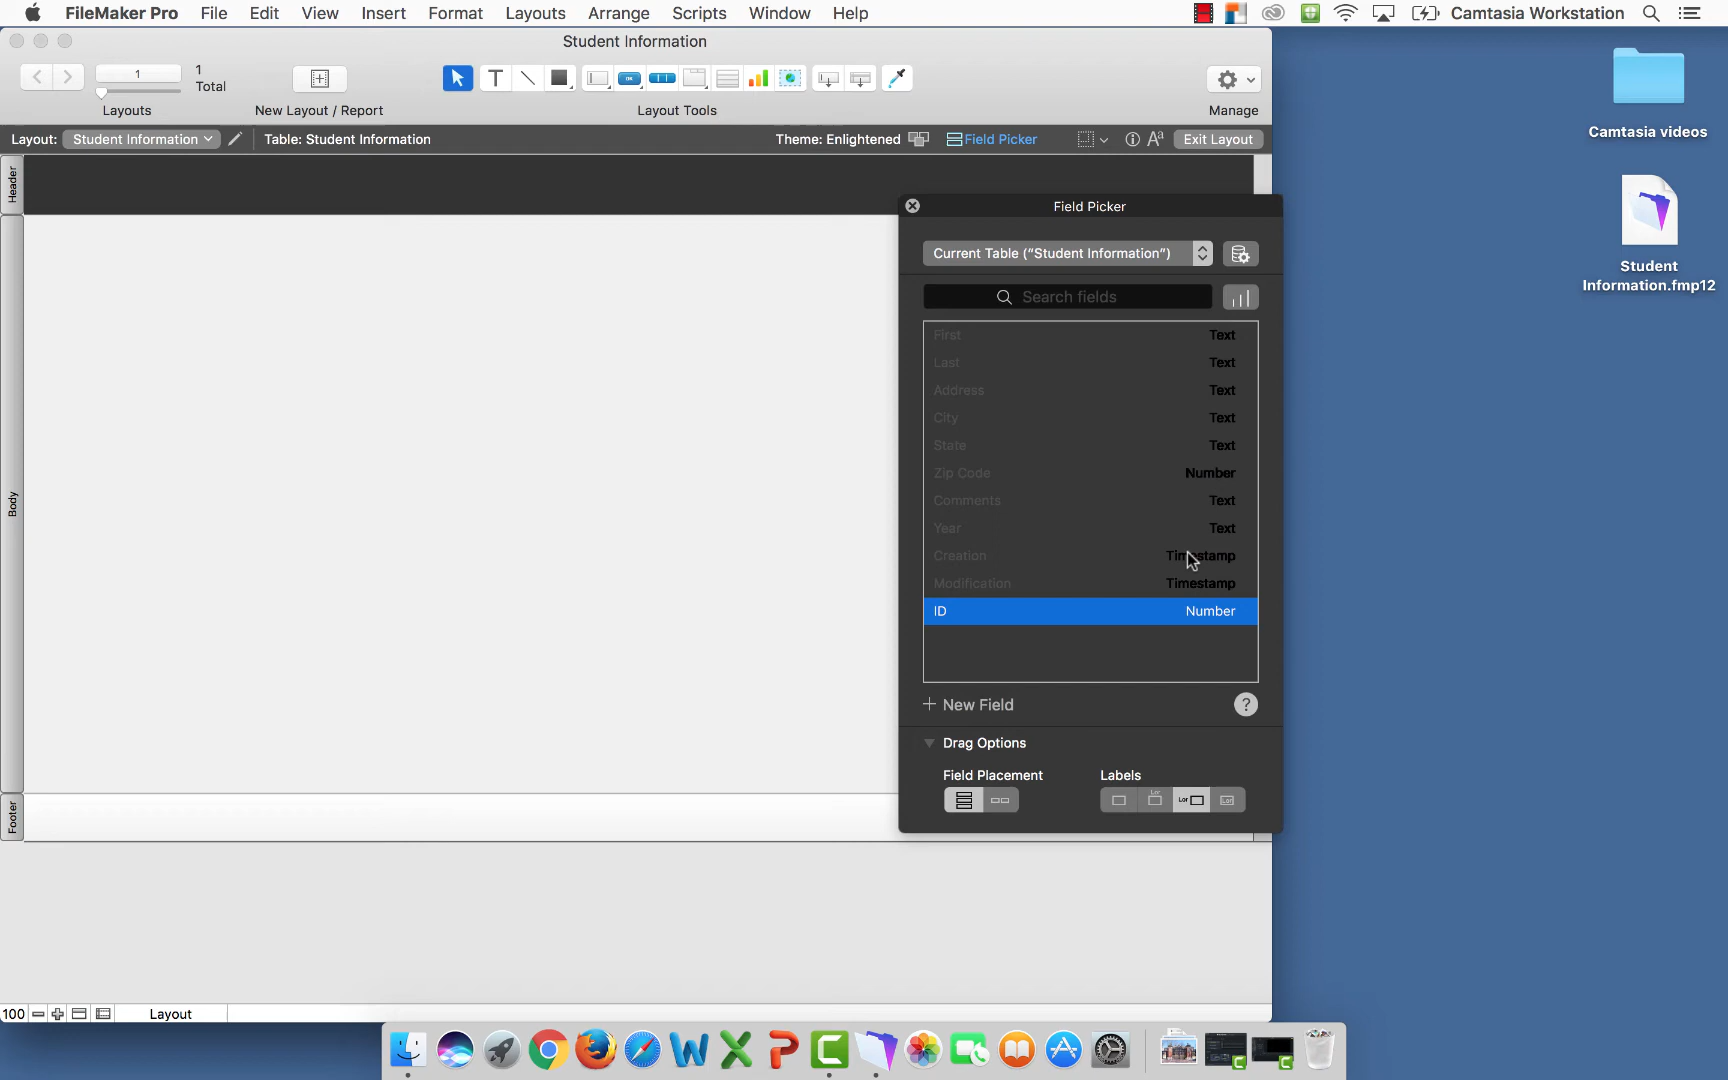 FileMaker Pro File Edit View Insert Format Layouts Arrange Scripts Window Help Camtasia Workstation
Student Information
1
1
Total
Layouts
New Layout / Report
Layout Tools
Manage
Layout: Student Information
Table: Student Information
Theme: Enlightened
Field Picker
Aa
Exit Layout
Header
Body
Footer
Field Picker
Current Table ("Student Information")
Search fields
First Text
Last Text
Address Text
City Text
State Text
Zip Code Number
Comments Text
Year Text
Creation Timestamp
Modification Timestamp
ID Number
+ New Field
?
Drag Options
Field Placement
Labels
Lor
Lor
Lor
100
Layout
Camtasia videos
Student
Information.fmp12